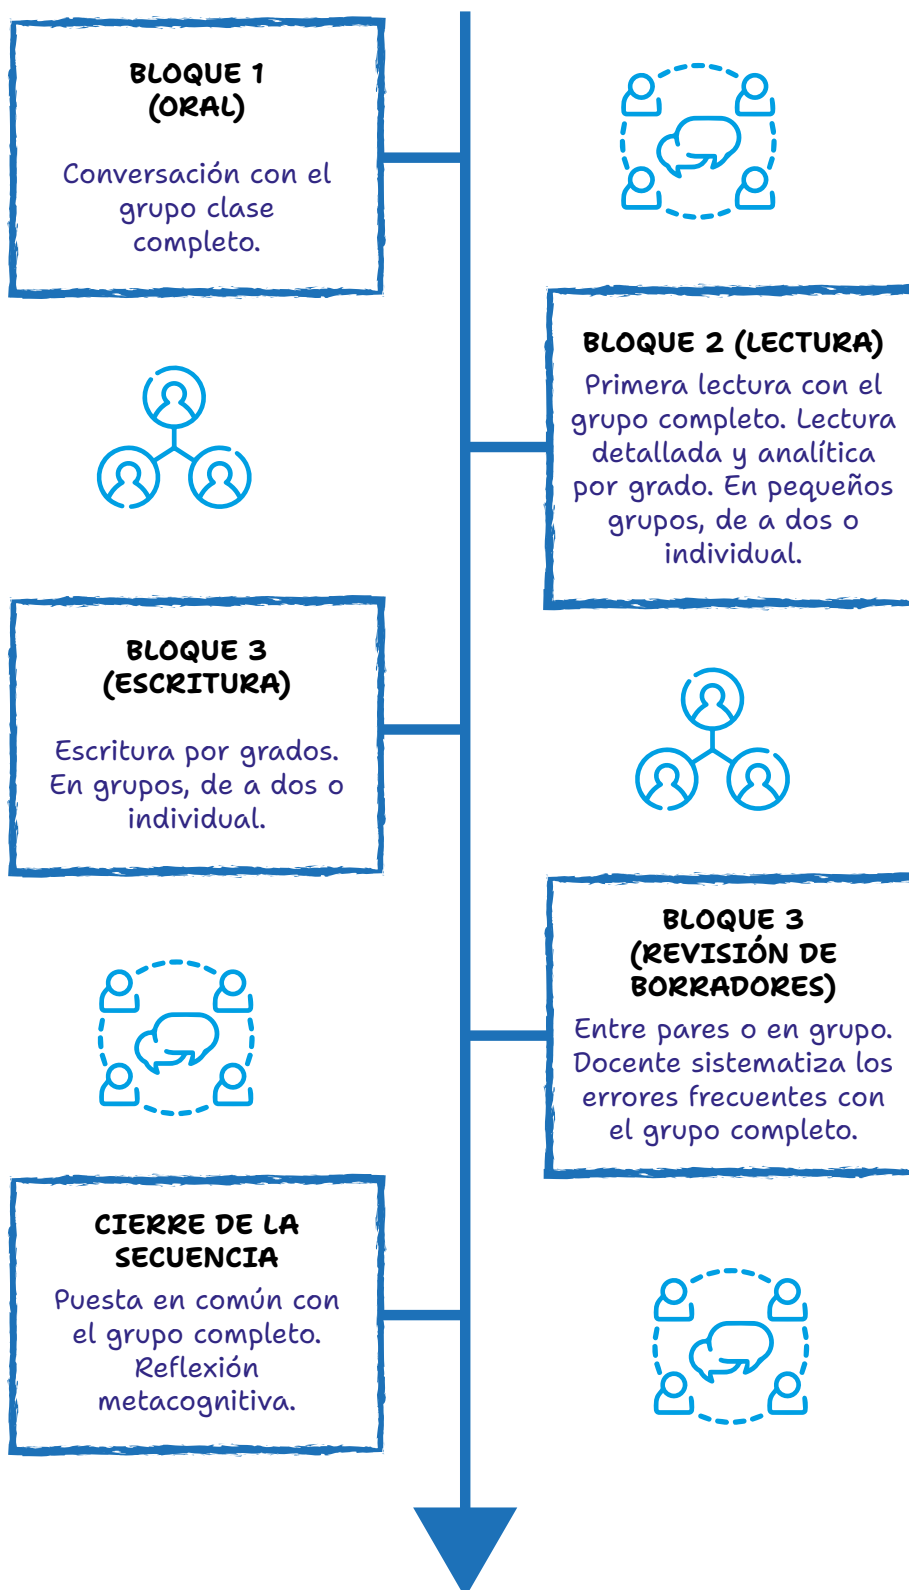 BLOQUE 1
(ORAL)
Conversación con el
grupo clase
completo.
BLOQUE 2 (LECTURA)
Primera lectura con el
grupo completo. Lectura
detallada y analítica
por grado. En pequeños
grupos, de a dos o
individual.
BLOQUE 3
(ESCRITURA)
Escritura por grados.
En grupos, de a dos o
individual.
BLOQUE 3
(REVISIÓN DE
BORRADORES)
Entre pares o en grupo.
Docente sistematiza los
errores frecuentes con
el grupo completo.
CIERRE DE LA
SECUENCIA
Puesta en común con
el grupo completo.
Reflexión
metacognitiva.